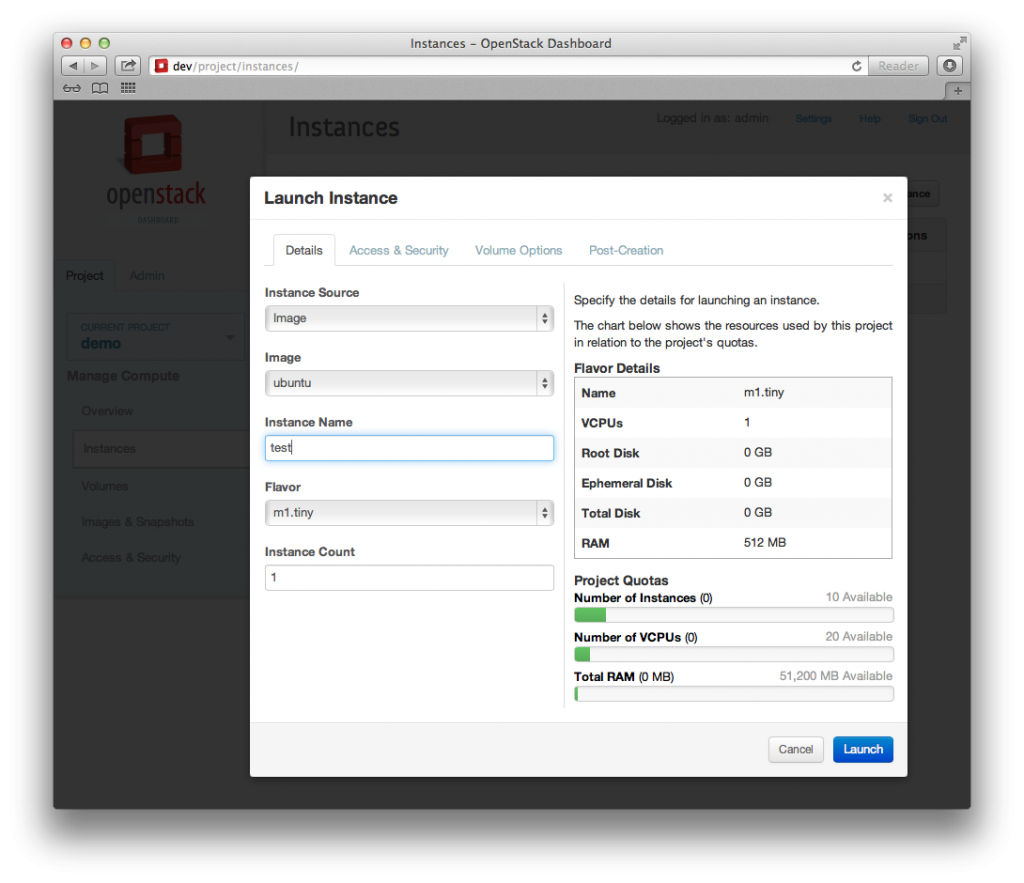 Instances - OpenStack Dashboard
dev/project/instances/
Reader
Instances
Logged in as: admin
Settings
Help
Sign Out
openstack
DASHBOARD
Project
Admin
CURRENT PROJECT
demo
Manage Compute
Overview
Instances
Volumes
Images & Snapshots
Access & Security
Launch Instance
×
Details
Access & Security
Volume Options
Post-Creation
Instance Source
Image
Image
ubuntu
Instance Name
test
Flavor
m1.tiny
Instance Count
1
Specify the details for launching an instance.
The chart below shows the resources used by this project
in relation to the project's quotas.
Flavor Details
Name m1.tiny
VCPUs 1
Root Disk 0 GB
Ephemeral Disk 0 GB
Total Disk 0 GB
RAM 512 MB
Project Quotas
Number of Instances (0) 10 Available
Number of VCPUs (0) 20 Available
Total RAM (0 MB) 51,200 MB Available
Cancel
Launch